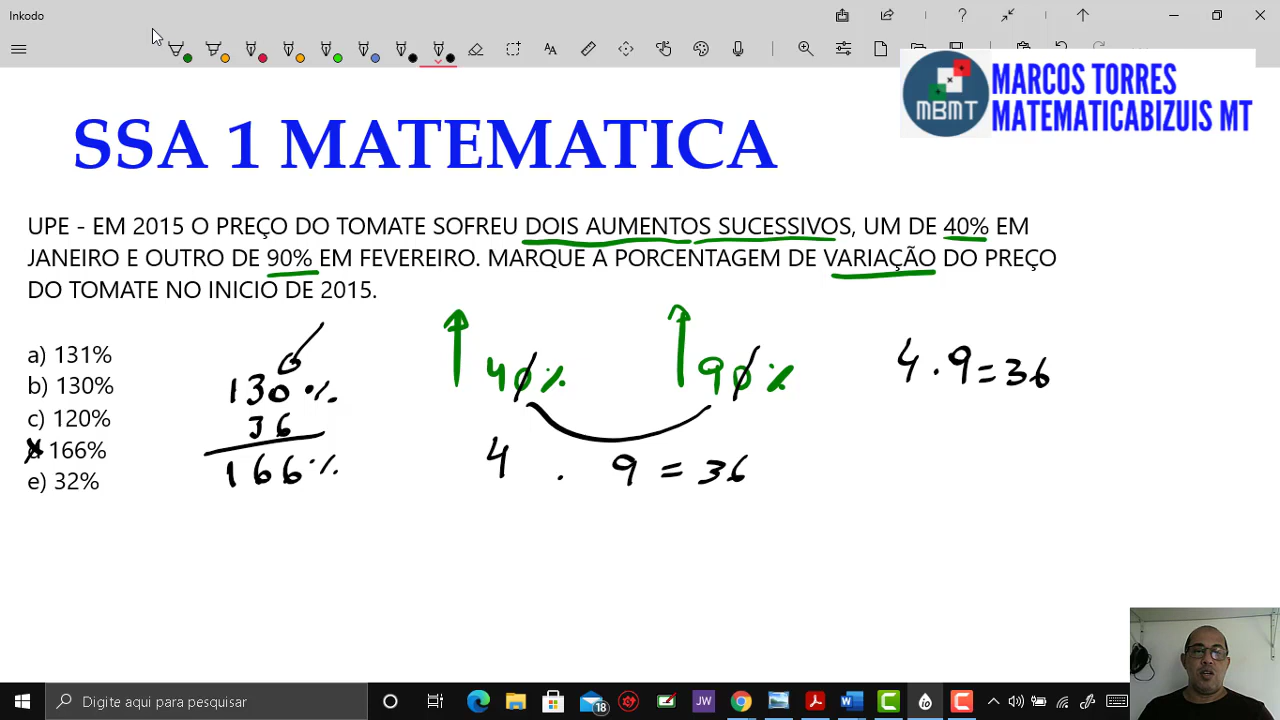 Inkodo
MARCOS TORRES
MATEMATICABIZUIS MT
MBMT
SSA 1 MATEMATICA
UPE - EM 2015 O PREÇO DO TOMATE SOFREU DOIS AUMENTOS SUCESSIVOS, UM DE 40% EM
JANEIRO E OUTRO DE 90% EM FEVEREIRO. MARQUE A PORCENTAGEM DE VARIAÇÃO DO PREÇO
DO TOMATE NO INICIO DE 2015.
a) 131%
b) 130%
c) 120%
d) 166%
e) 32%
130%
36
166%
40%
90%
4 . 9 = 36
4 . 9 = 36
Digite aqui para pesquisar
18
JW
io